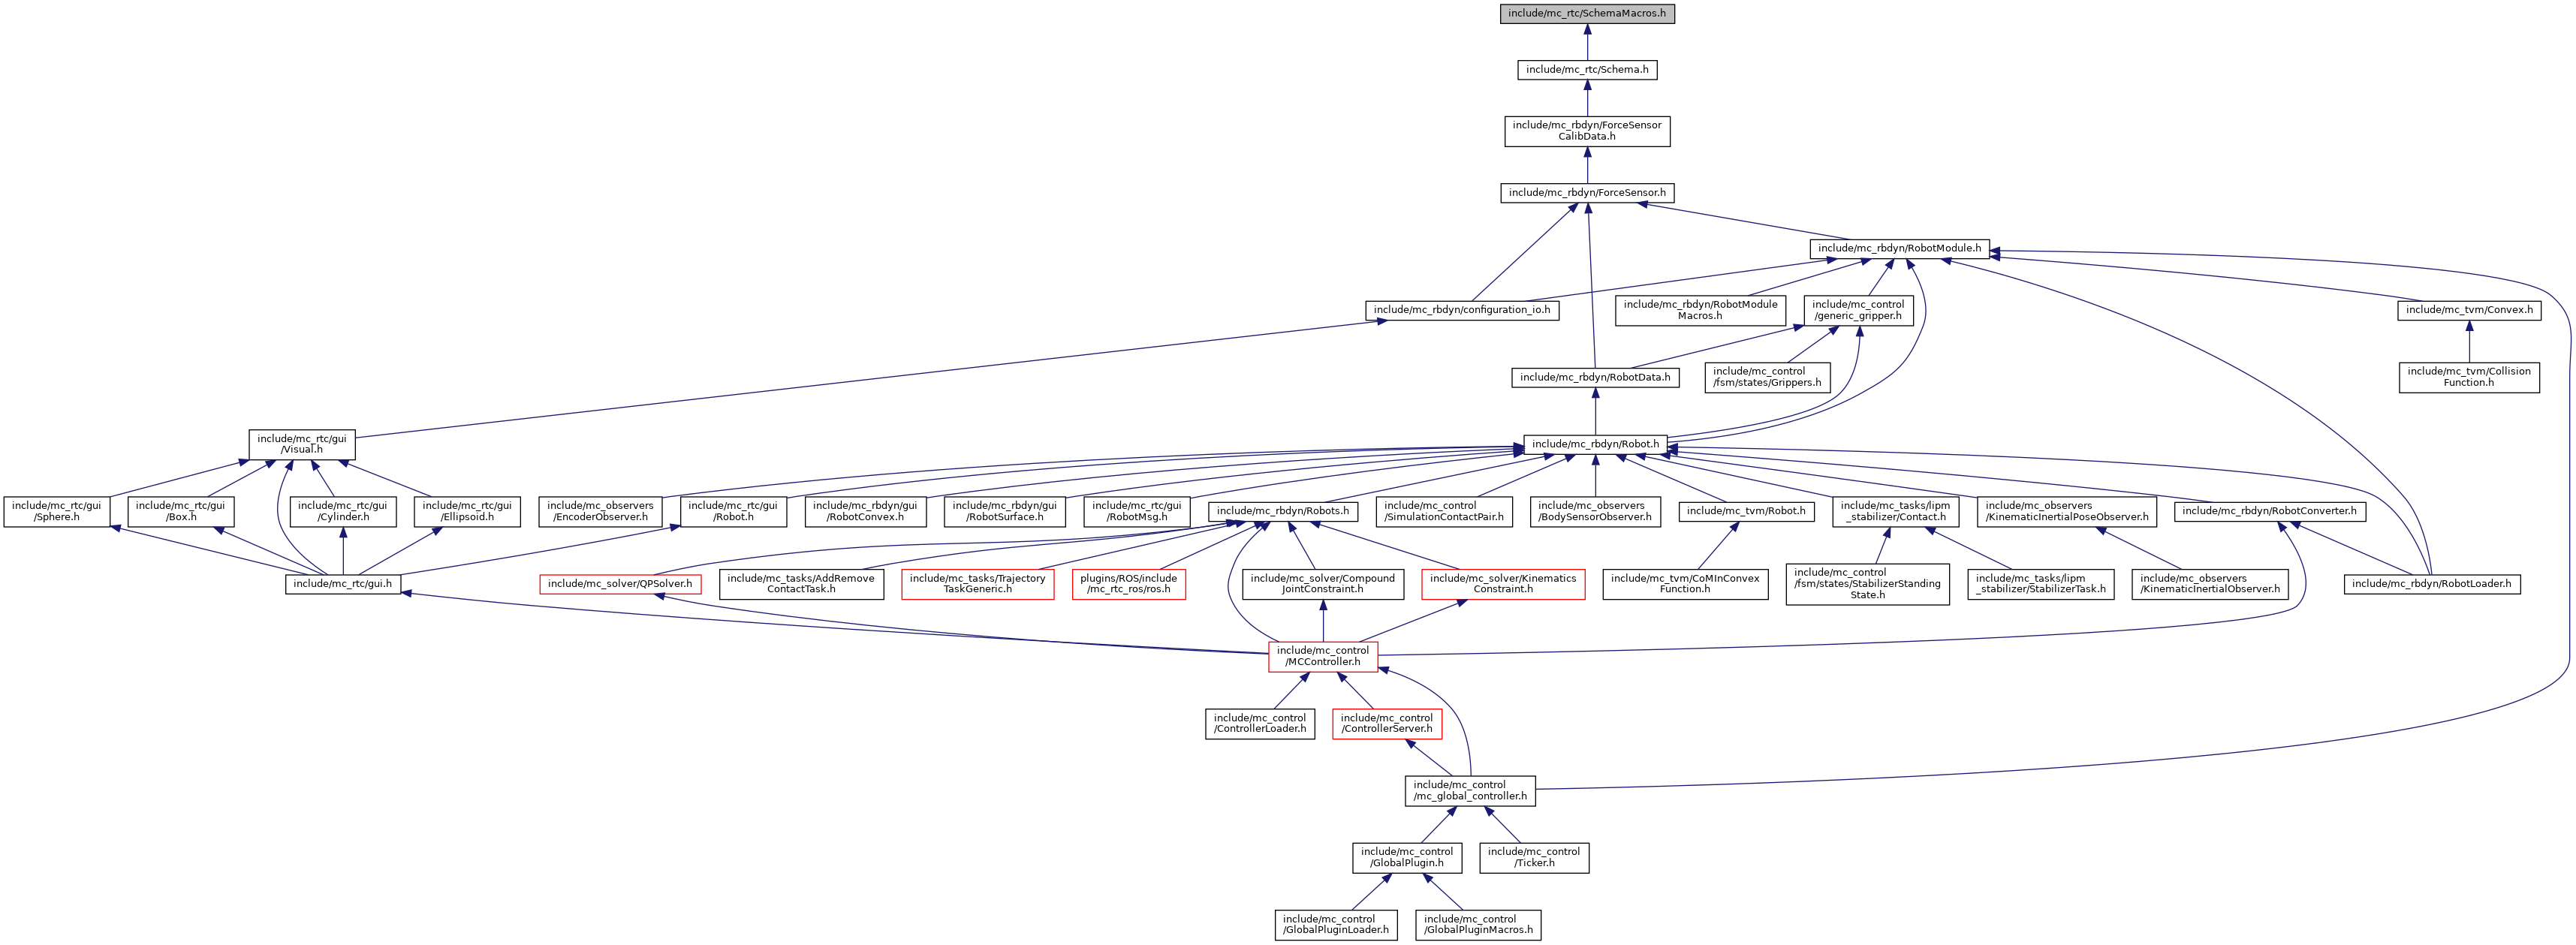 include/mc_rtc/SchemaMacros.h
include/mc_rtc/Schema.h
include/mc_rbdyn/ForceSensor
CalibData.h
include/mc_rbdyn/ForceSensor.h
include/mc_rbdyn/RobotModule.h
include/mc_rbdyn/configuration_io.h
include/mc_rbdyn/RobotModule
Macros.h
include/mc_control
/generic_gripper.h
include/mc_tvm/Convex.h
include/mc_rbdyn/RobotData.h
include/mc_control
/fsm/states/Grippers.h
include/mc_tvm/Collision
Function.h
include/mc_rtc/gui
/Visual.h
include/mc_rbdyn/Robot.h
include/mc_rtc/gui
/Sphere.h
include/mc_rtc/gui
/Box.h
include/mc_rtc/gui
/Cylinder.h
include/mc_rtc/gui
/Ellipsoid.h
include/mc_observers
/EncoderObserver.h
include/mc_rtc/gui
/Robot.h
include/mc_rbdyn/gui
/RobotConvex.h
include/mc_rbdyn/gui
/RobotSurface.h
include/mc_rtc/gui
/RobotMsg.h
include/mc_rbdyn/Robots.h
include/mc_control
/SimulationContactPair.h
include/mc_observers
/BodySensorObserver.h
include/mc_tvm/Robot.h
include/mc_tasks/lipm
_stabilizer/Contact.h
include/mc_observers
/KinematicInertialPoseObserver.h
include/mc_rbdyn/RobotConverter.h
include/mc_rtc/gui.h
include/mc_solver/QPSolver.h
include/mc_tasks/AddRemove
ContactTask.h
include/mc_tasks/Trajectory
TaskGeneric.h
plugins/ROS/include
/mc_rtc_ros/ros.h
include/mc_solver/Compound
JointConstraint.h
include/mc_solver/Kinematics
Constraint.h
include/mc_tvm/CoMInConvex
Function.h
include/mc_control
/fsm/states/StabilizerStanding
State.h
include/mc_tasks/lipm
_stabilizer/StabilizerTask.h
include/mc_observers
/KinematicInertialObserver.h
include/mc_rbdyn/RobotLoader.h
include/mc_control
/MCController.h
include/mc_control
/ControllerLoader.h
include/mc_control
/ControllerServer.h
include/mc_control
/mc_global_controller.h
include/mc_control
/GlobalPlugin.h
include/mc_control
/Ticker.h
include/mc_control
/GlobalPluginLoader.h
include/mc_control
/GlobalPluginMacros.h